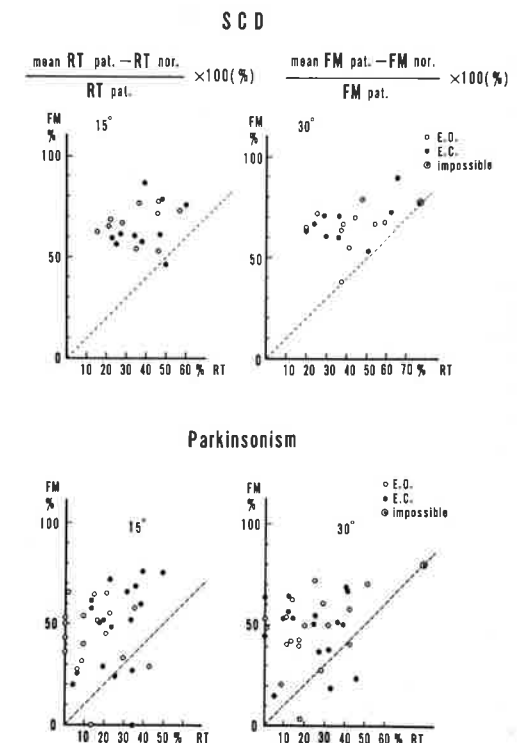 SCD
mean RT pat. — RT nor.
RT pat.
×100(%)
mean FM pat. — FM nor.
FM pat.
×100(%)
FM
%
15°
100
50
0
10 20 30 40 50 60 % RT
FM
%
30°
E.O.
E.C.
impossible
100
50
0
10 20 30 40 50 60 70 % RT
Parkinsonism
FM
%
15°
100
50
0
10 20 30 40 50 % RT
FM
%
30°
E.O.
E.C.
impossible
100
50
0
10 20 30 40 50 60 % RT